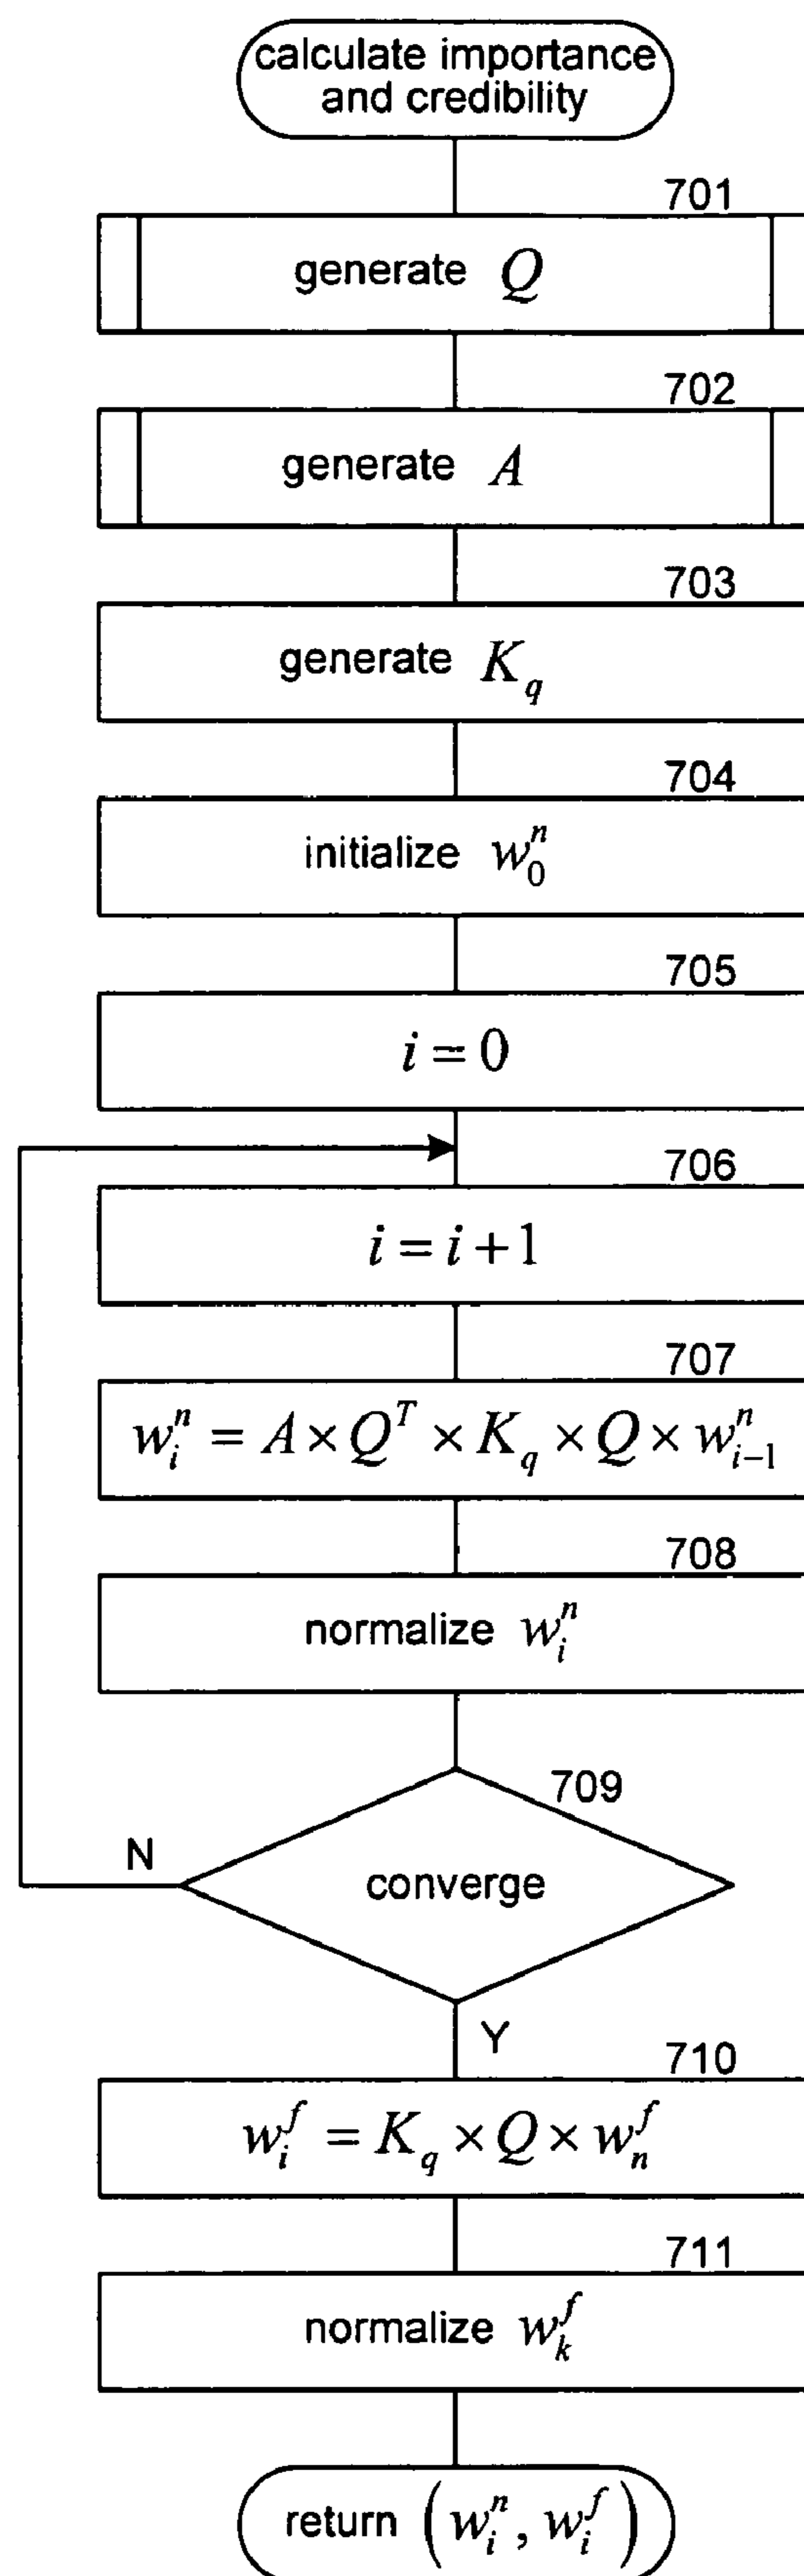 calculate importance
and credibility
701
generate Q
702
generate A
703
generate K_q
704
initialize w_0^n
705
i = 0
706
i = i + 1
707
w_i^n = A × Q^T × K_q × Q × w_{i-1}^n
708
normalize w_i^n
709
N
converge
Y
710
w_i^f = K_q × Q × w_n^f
711
normalize w_k^f
return (w_i^n, w_i^f)